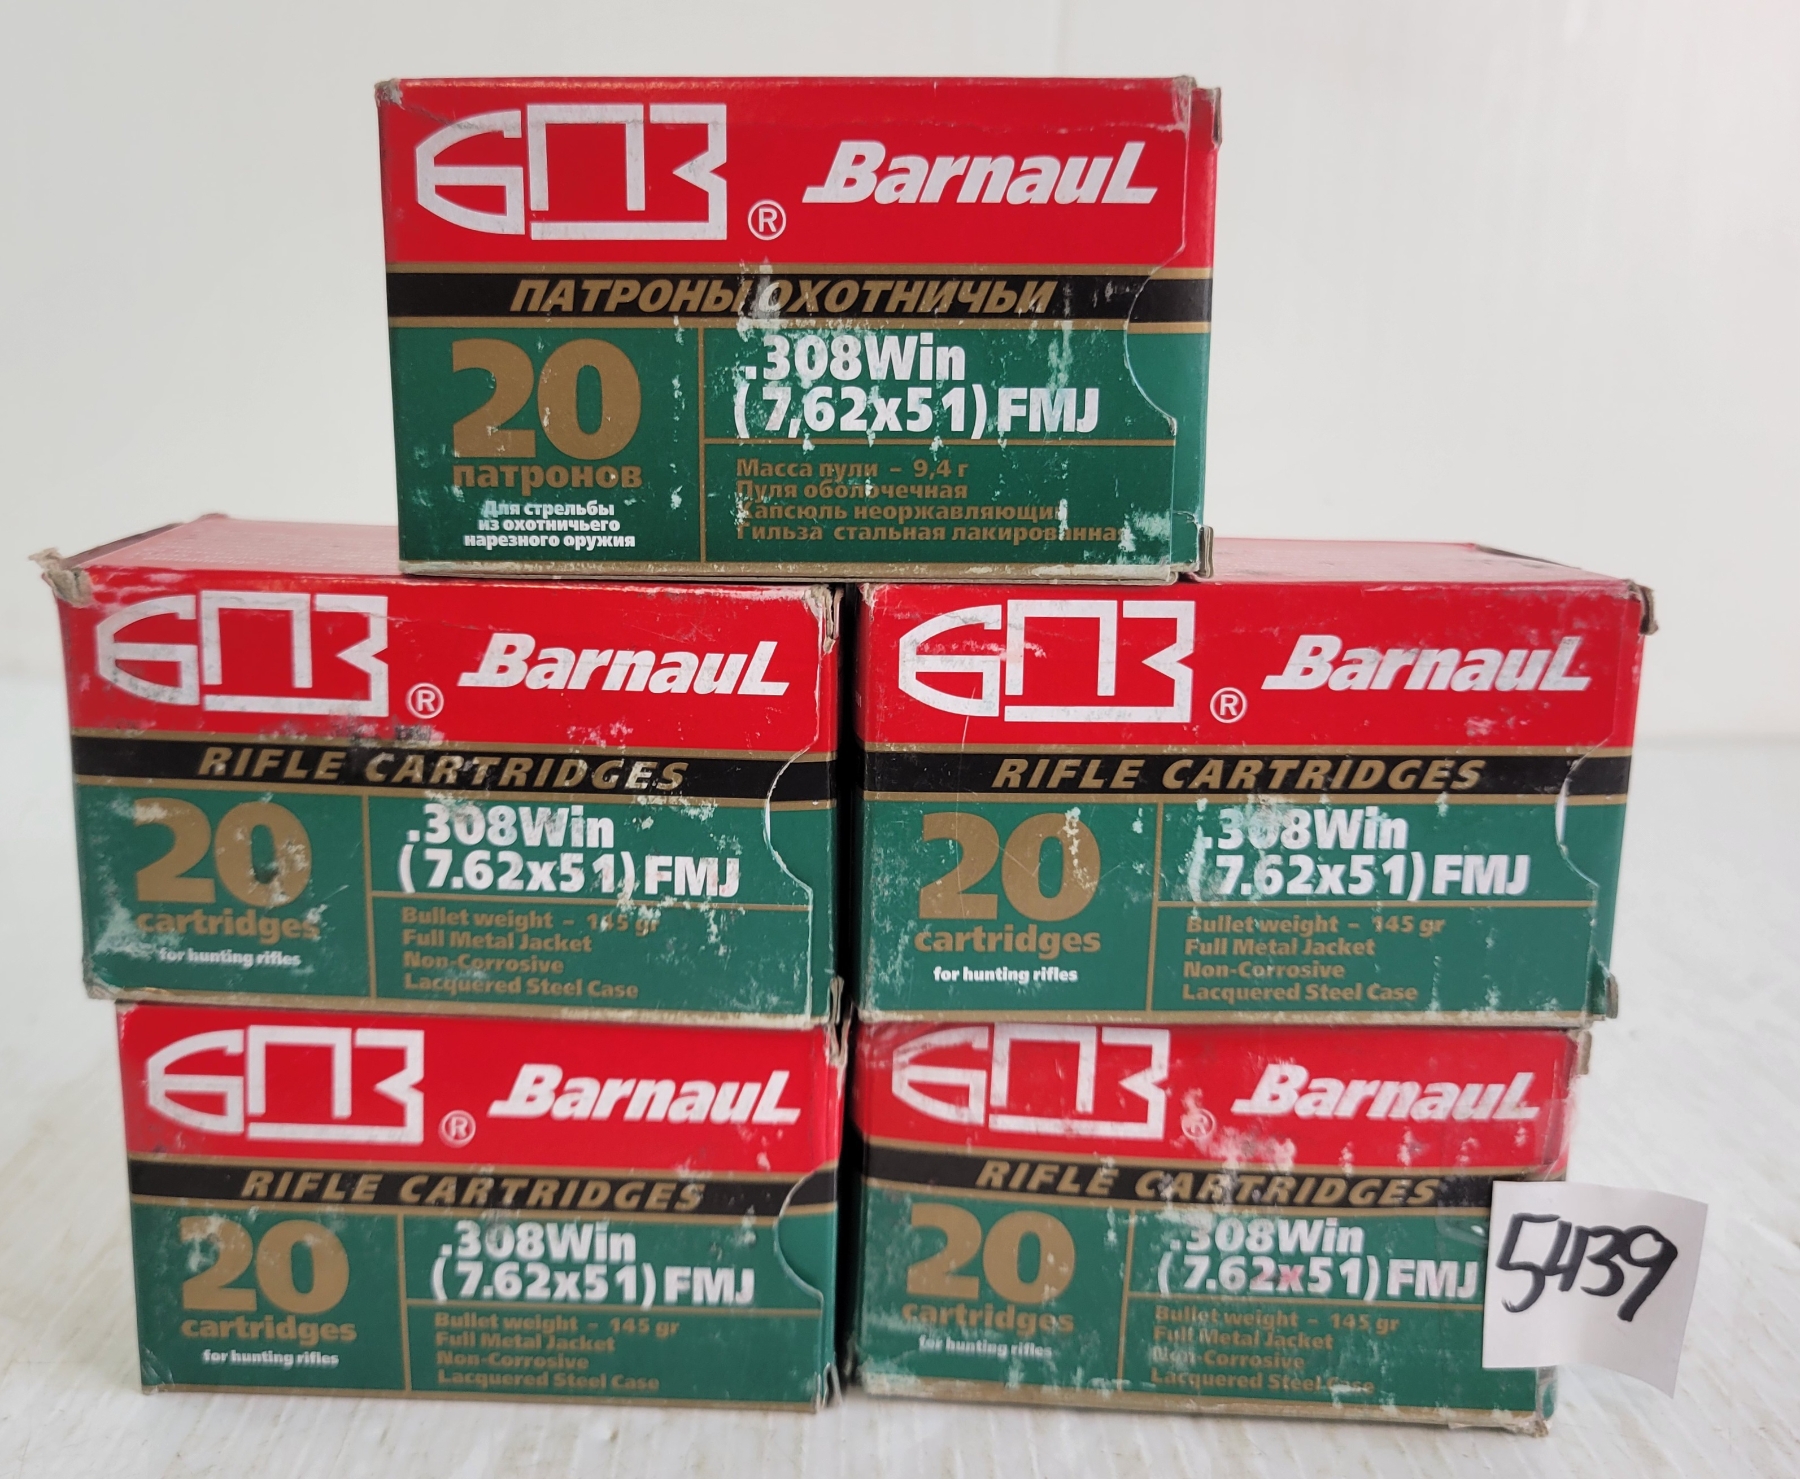 БПЗ ® Barnaul
ПАТРОНЫ ОХОТНИЧЬИ
20
патронов
Для стрельбы
из охотничьего
нарезного оружия
.308Win
(7,62x51) FMJ
Масса пули – 9,4 г
Пуля оболочечная
Капсюль неоржавляющий
Гильза стальная лакированная
БПЗ ® Barnaul
RIFLE CARTRIDGES
20
cartridges
for hunting rifles
.308Win
(7.62x51) FMJ
Bullet weight – 145 gr
Full Metal Jacket
Non-Corrosive
Lacquered Steel Case
БПЗ ® Barnaul
RIFLE CARTRIDGES
20
cartridges
for hunting rifles
.308Win
(7.62x51) FMJ
Bullet weight – 145 gr
Full Metal Jacket
Non-Corrosive
Lacquered Steel Case
БПЗ ® Barnaul
RIFLE CARTRIDGES
20
cartridges
for hunting rifles
.308Win
(7.62x51) FMJ
Bullet weight – 145 gr
Full Metal Jacket
Non-Corrosive
Lacquered Steel Case
БПЗ ® Barnaul
RIFLE CARTRIDGES
20
cartridges
for hunting rifles
.308Win
(7.62x51) FMJ
Bullet weight – 145 gr
Full Metal Jacket
Non-Corrosive
Lacquered Steel Case
5439